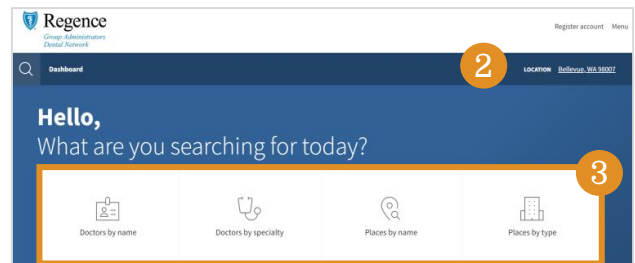 Regence
Group Administrators
Dental Network
Register account Menu
Dashboard
2
LOCATION Bellevue, WA 98007
Hello,
What are you searching for today?
3
Doctors by name
Doctors by specialty
Places by name
Places by type